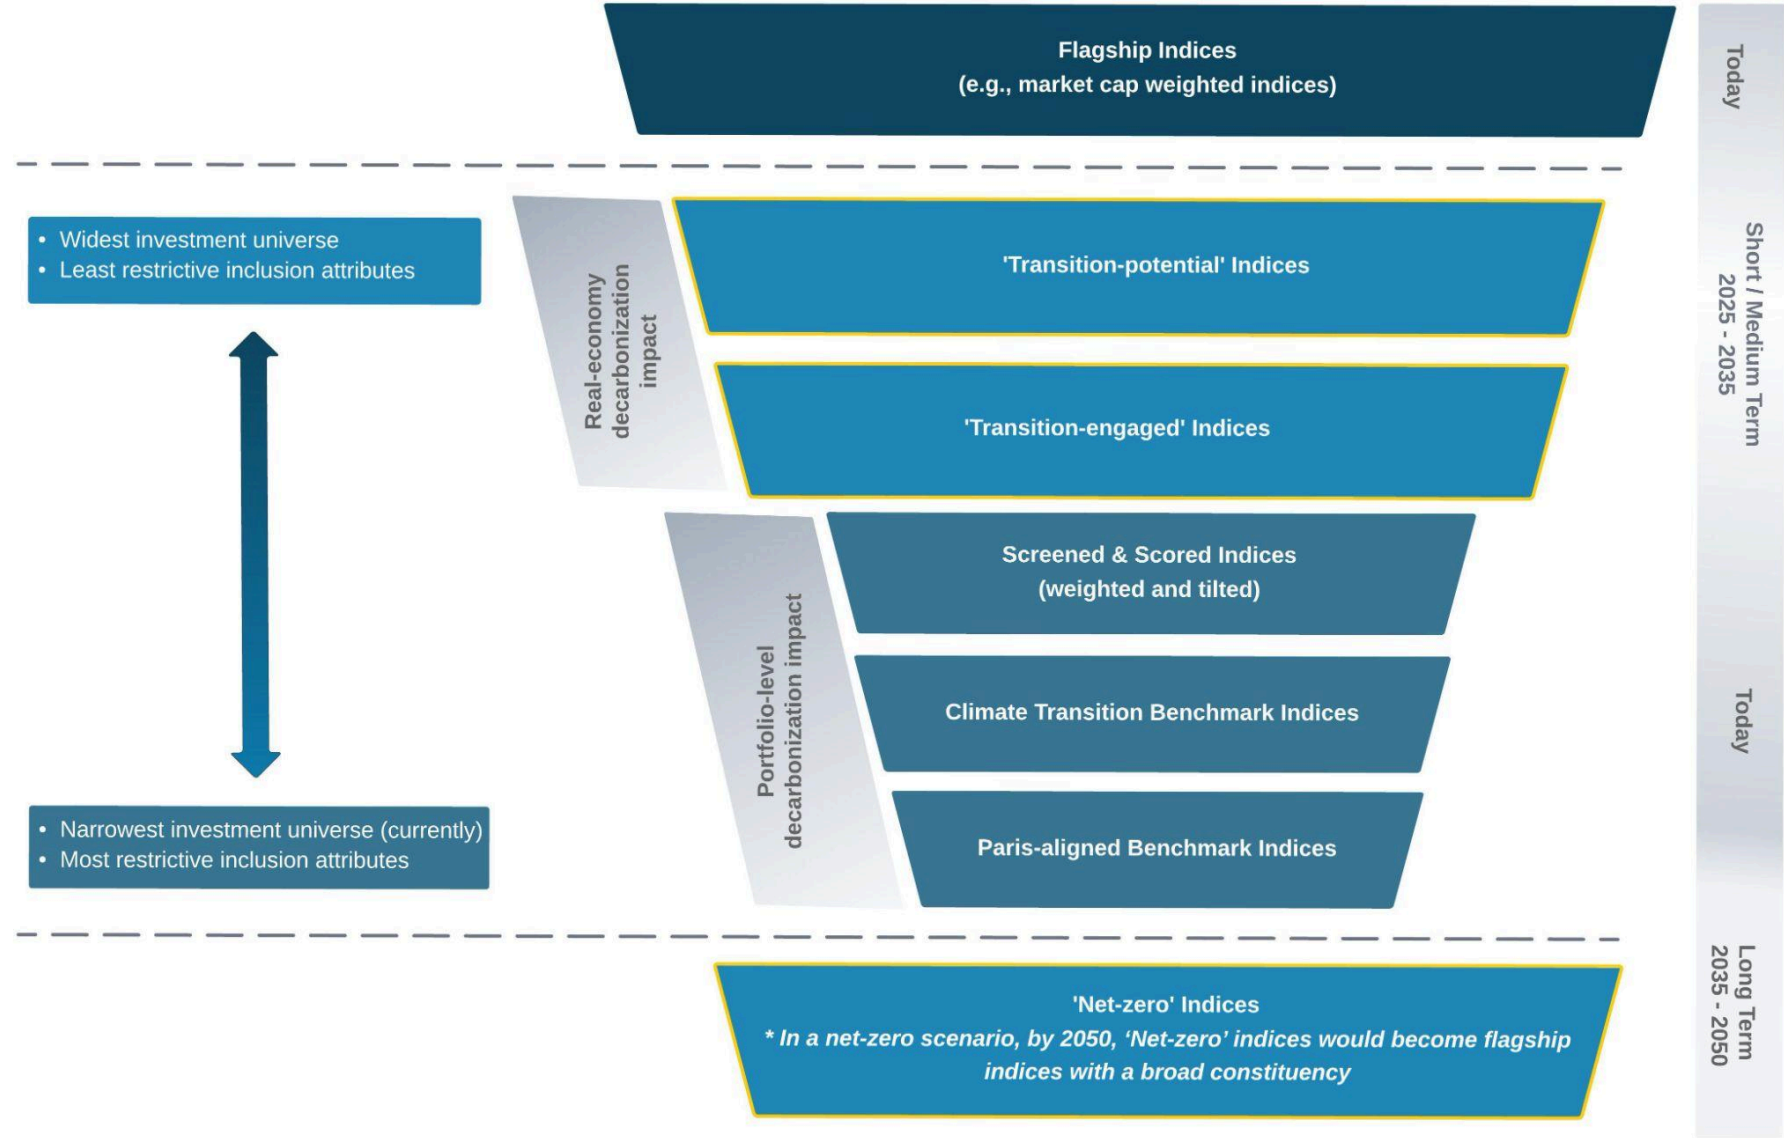 Flagship Indices
(e.g., market cap weighted indices)
Today
• Widest investment universe
• Least restrictive inclusion attributes
Real-economy
decarbonization
impact
'Transition-potential' Indices
Short / Medium Term
2025 - 2035
'Transition-engaged' Indices
Portfolio-level
decarbonization impact
Screened & Scored Indices
(weighted and tilted)
Climate Transition Benchmark Indices
Today
• Narrowest investment universe (currently)
• Most restrictive inclusion attributes
Paris-aligned Benchmark Indices
'Net-zero' Indices
* In a net-zero scenario, by 2050, ‘Net-zero’ indices would become flagship
indices with a broad constituency
Long Term
2035 - 2050